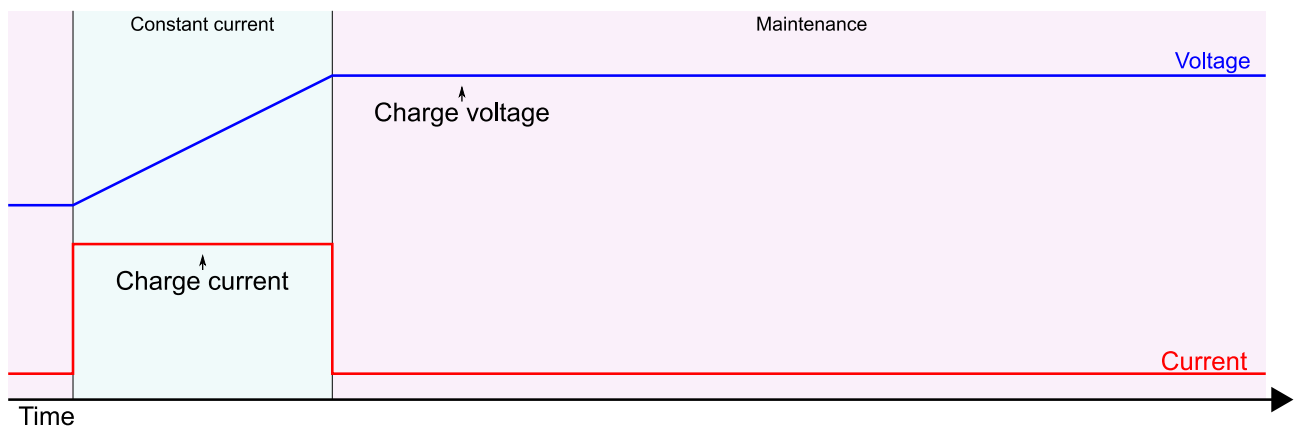 Constant current
Maintenance
Voltage
Charge voltage
Charge current
Current
Time